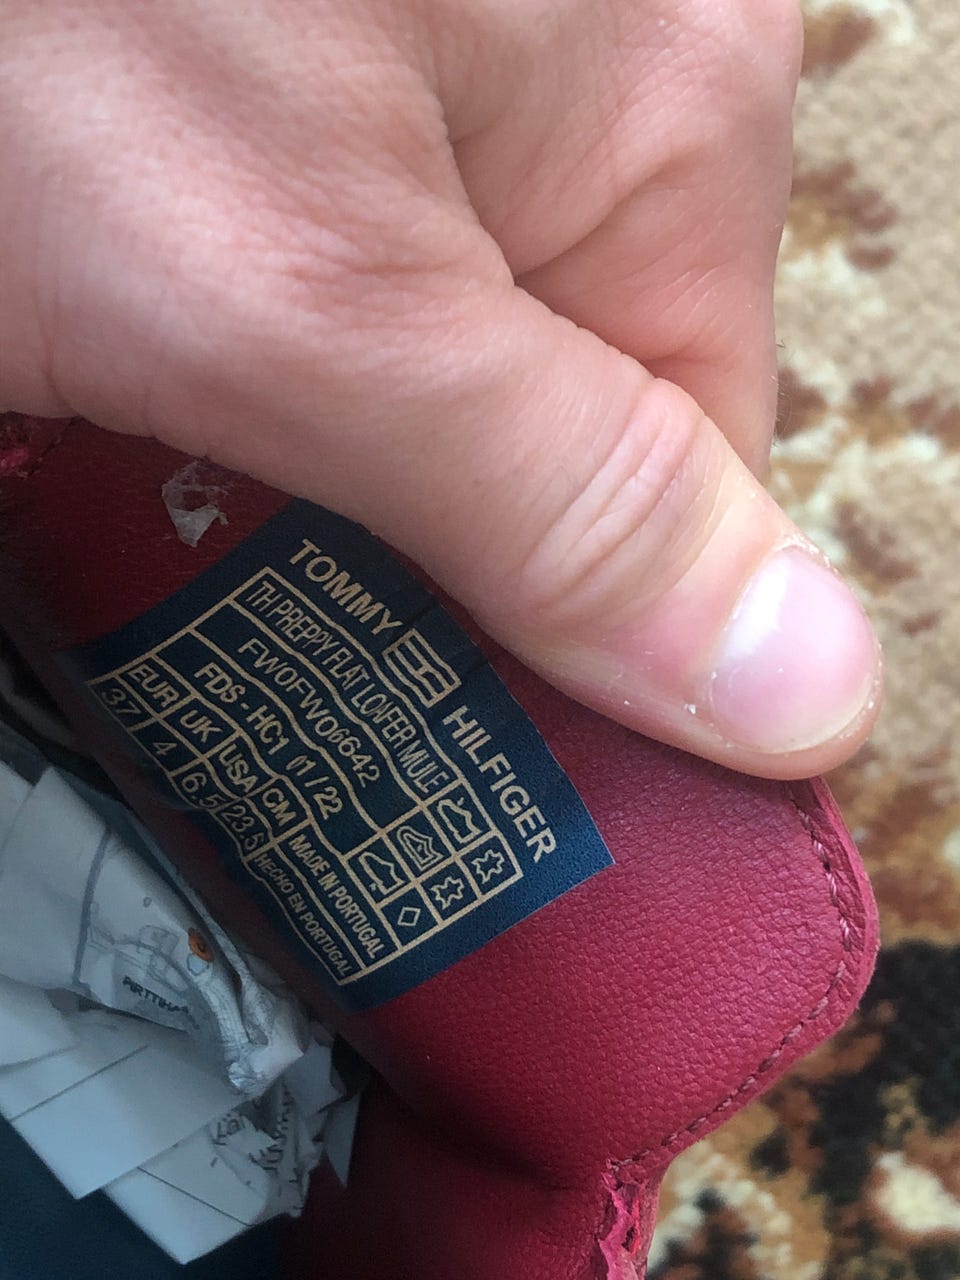 TOMMY HILFIGER
TH PREPPY FLAT LOAFER MULE
FW0FW06642
FDS - HC1 01/22
EUR UK USA CM
37 4 6.5 23.5
MADE IN PORTUGAL
HECHO EN PORTUGAL